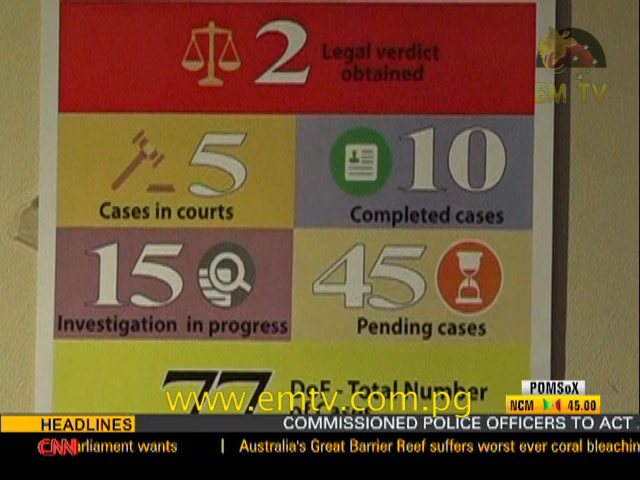 2 Legal verdict
obtained
EM TV
5
Cases in courts
10
Completed cases
15
Investigation in progress
45
Pending cases
77 DoE - Total Number
www.emtv.com.pg
POMSoX
NCM 45.00
HEADLINES
COMMISSIONED POLICE OFFICERS TO ACT
CNN arliament wants | Australia's Great Barrier Reef suffers worst ever coral bleachin